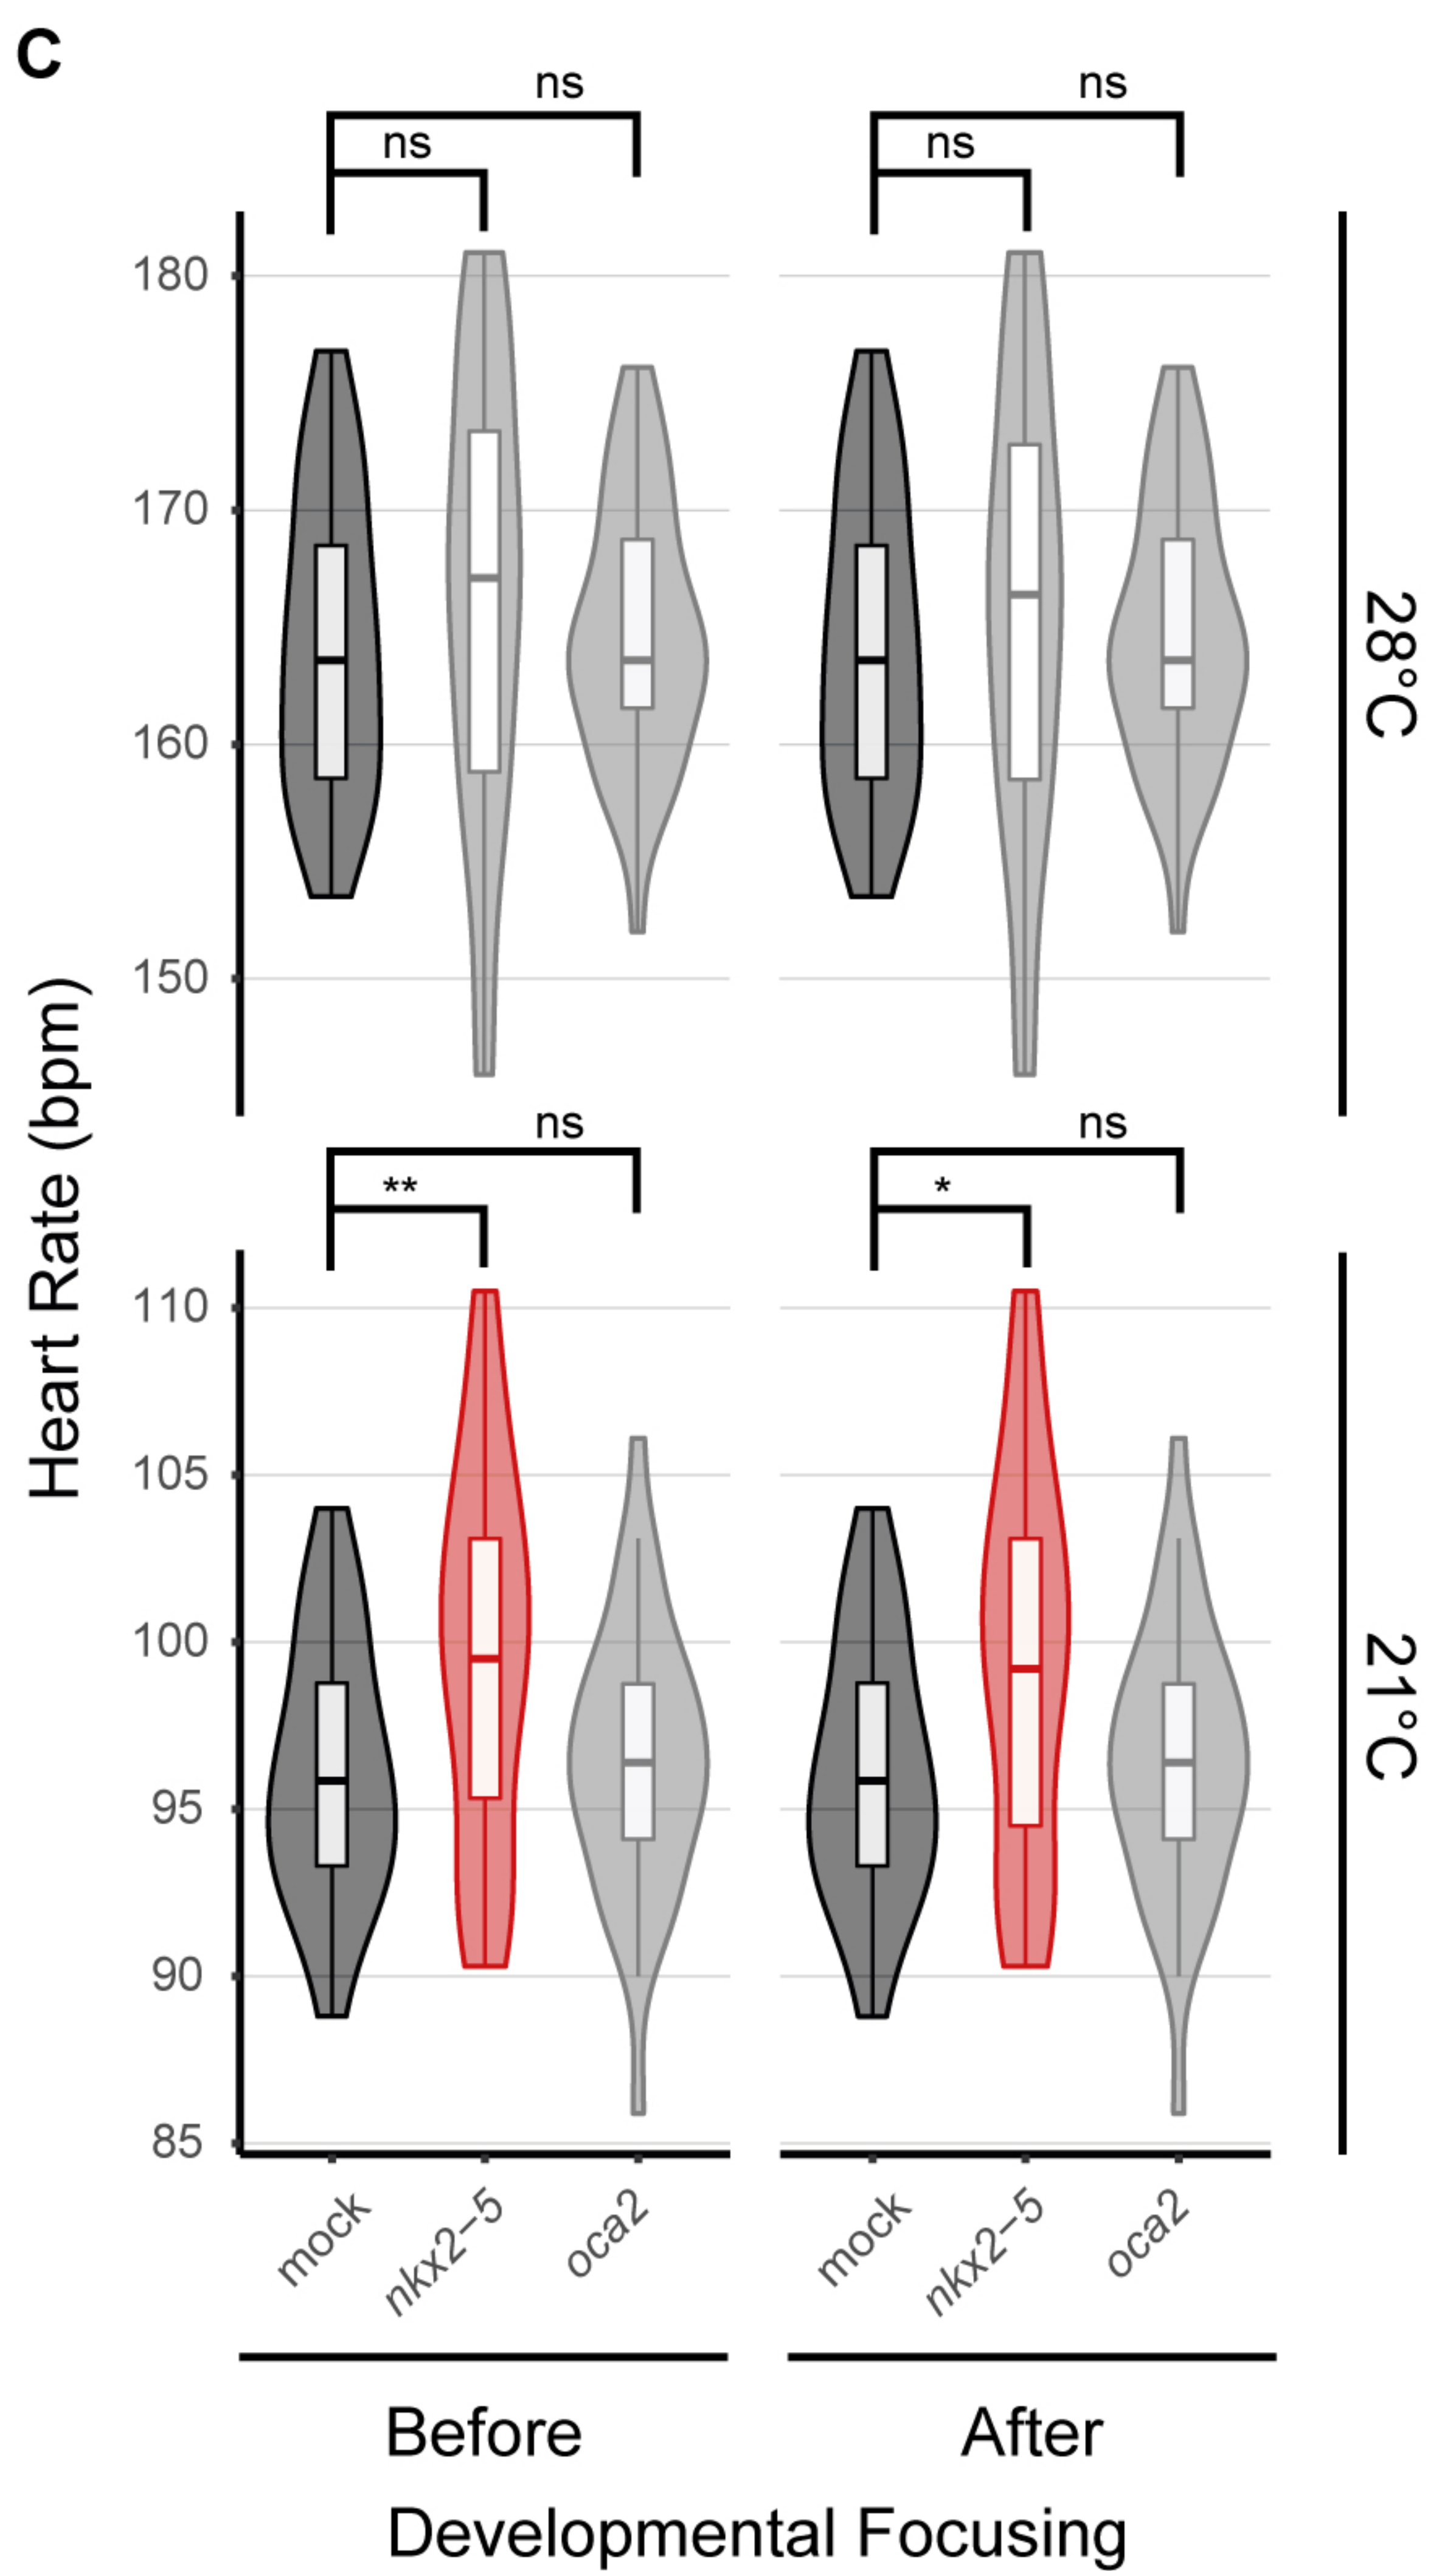 C
ns ns
ns ns
180
170
160
150
28°C
Heart Rate (bpm)
ns ns
** *
110
105
100
95
90
85
21°C
mock nkx2-5 oca2 mock nkx2-5 oca2
Before After
Developmental Focusing